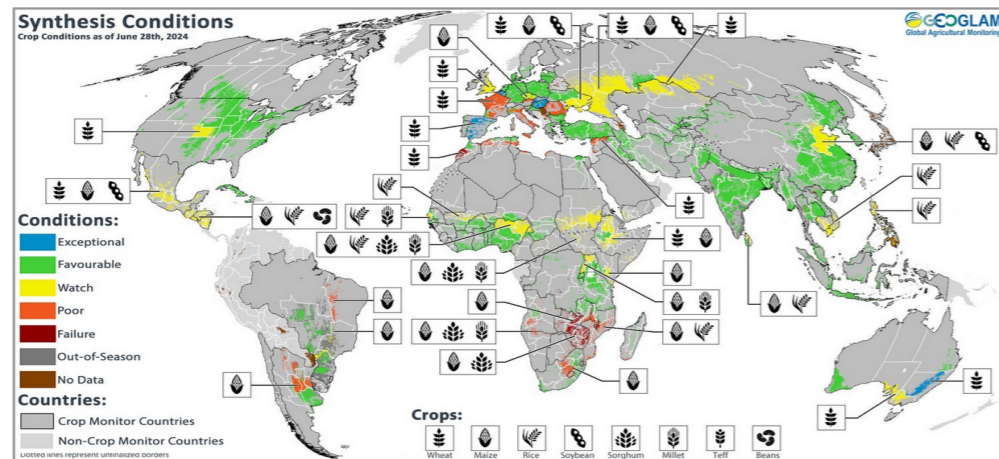 Synthesis Conditions
Crop Conditions as of June 28th, 2024
GEOGLAM
Global Agricultural Monitoring
Conditions:
Exceptional
Favourable
Watch
Poor
Failure
Out-of-Season
No Data
Countries:
Crop Monitor Countries
Non-Crop Monitor Countries
Dotted lines represent unfinalized borders
Crops:
Wheat Maize Rice Soybean Sorghum Millet Teff Beans